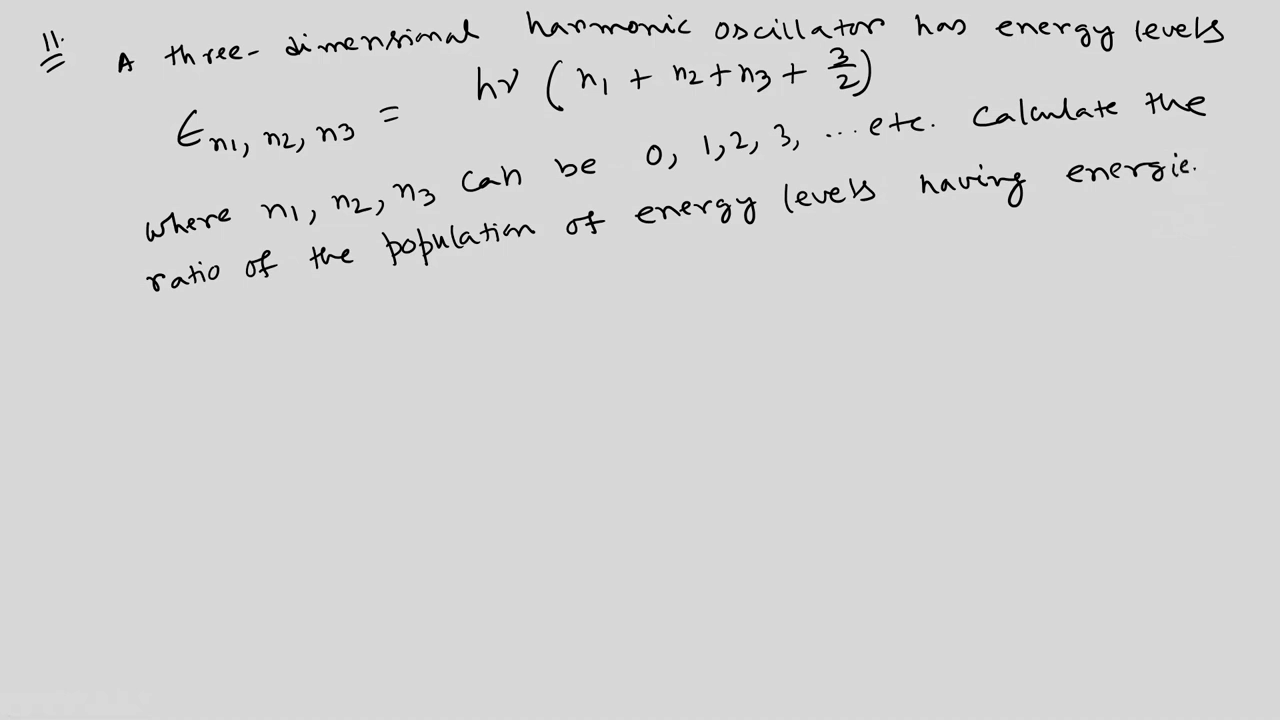 11. A three-dimensional harmonic oscillator has energy levels
ϵn1, n2, n3 = hν (n1 + n2 + n3 + 3/2)
where n1, n2, n3 can be 0, 1, 2, 3, ... etc. Calculate the
ratio of the population of energy levels having energie.